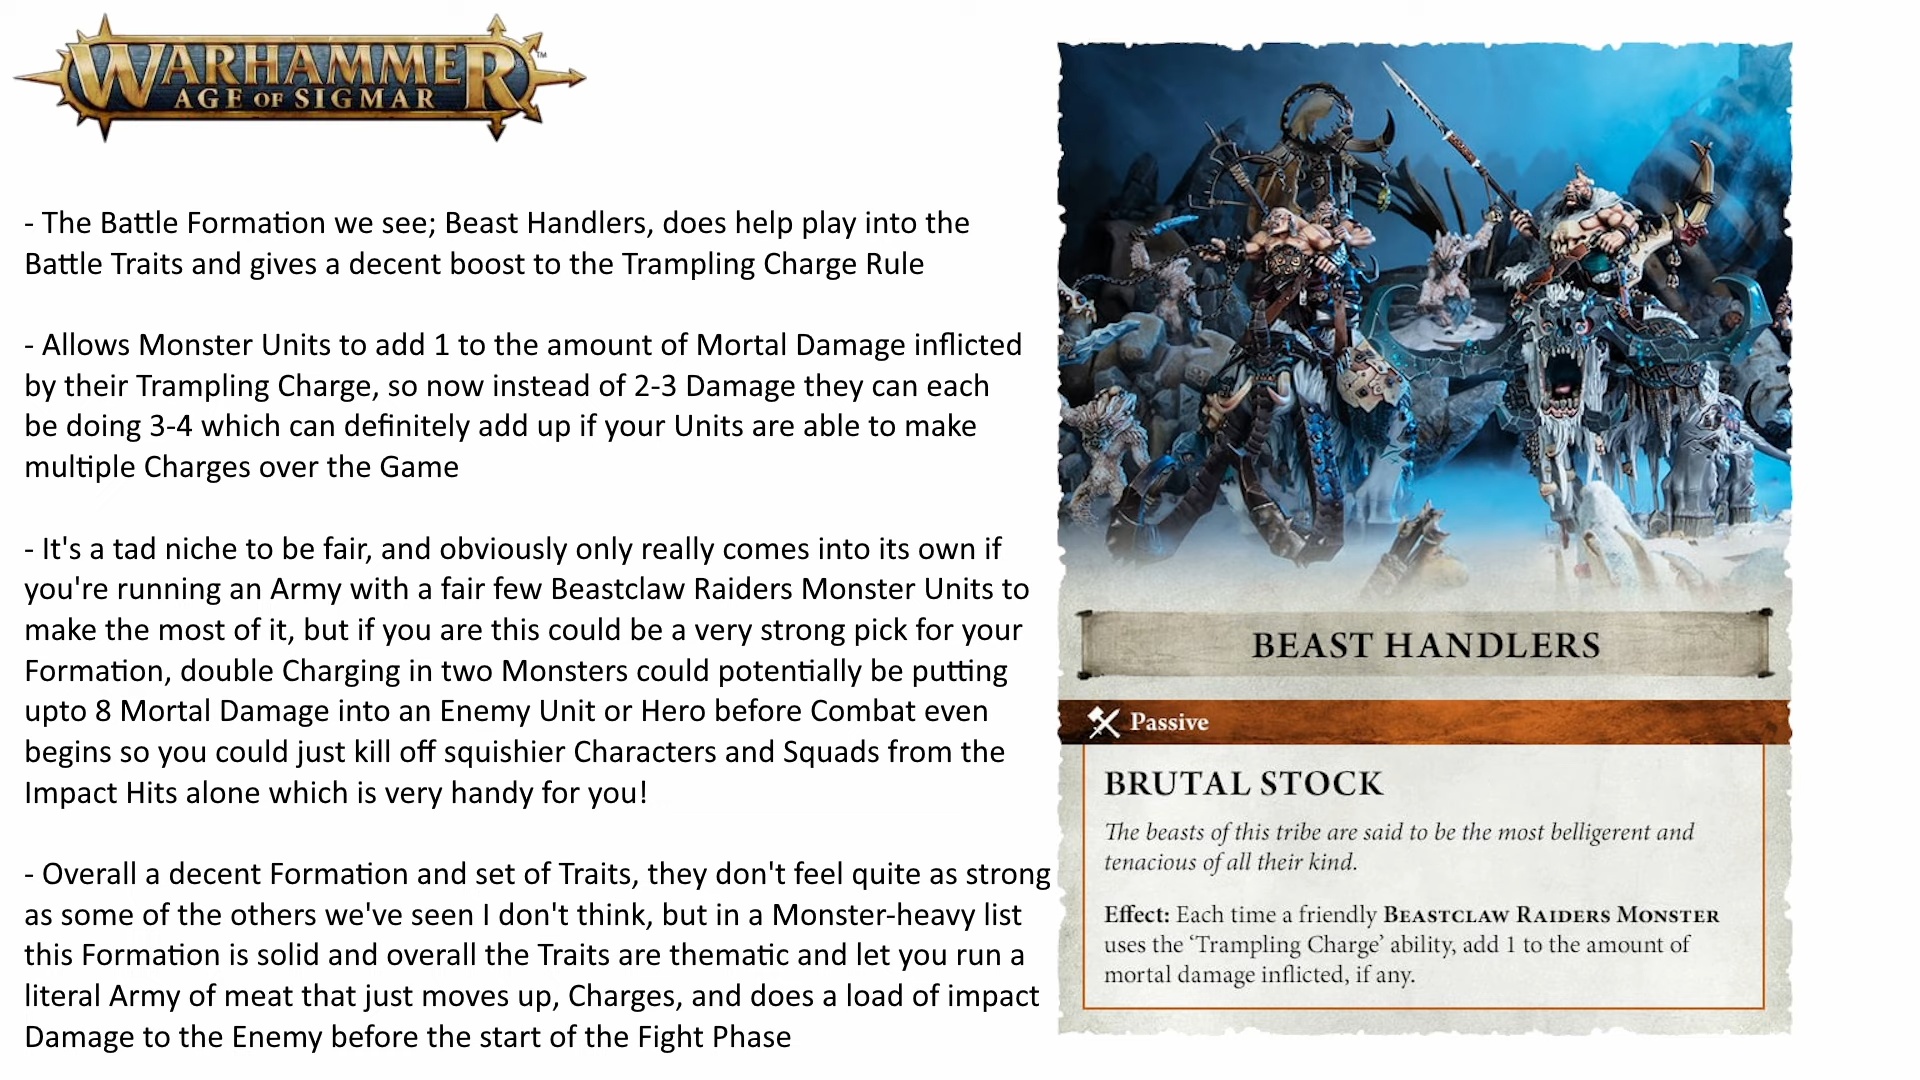 WARHAMMER
AGE OF SIGMAR
™
- The Battle Formation we see; Beast Handlers, does help play into the
Battle Traits and gives a decent boost to the Trampling Charge Rule
- Allows Monster Units to add 1 to the amount of Mortal Damage inflicted
by their Trampling Charge, so now instead of 2-3 Damage they can each
be doing 3-4 which can definitely add up if your Units are able to make
multiple Charges over the Game
- It's a tad niche to be fair, and obviously only really comes into its own if
you're running an Army with a fair few Beastclaw Raiders Monster Units to
make the most of it, but if you are this could be a very strong pick for your
Formation, double Charging in two Monsters could potentially be putting
upto 8 Mortal Damage into an Enemy Unit or Hero before Combat even
begins so you could just kill off squishier Characters and Squads from the
Impact Hits alone which is very handy for you!
- Overall a decent Formation and set of Traits, they don't feel quite as strong
as some of the others we've seen I don't think, but in a Monster-heavy list
this Formation is solid and overall the Traits are thematic and let you run a
literal Army of meat that just moves up, Charges, and does a load of impact
Damage to the Enemy before the start of the Fight Phase
BEAST HANDLERS
Passive
BRUTAL STOCK
The beasts of this tribe are said to be the most belligerent and
tenacious of all their kind.
Effect: Each time a friendly BEASTCLAW RAIDERS MONSTER
uses the ‘Trampling Charge’ ability, add 1 to the amount of
mortal damage inflicted, if any.